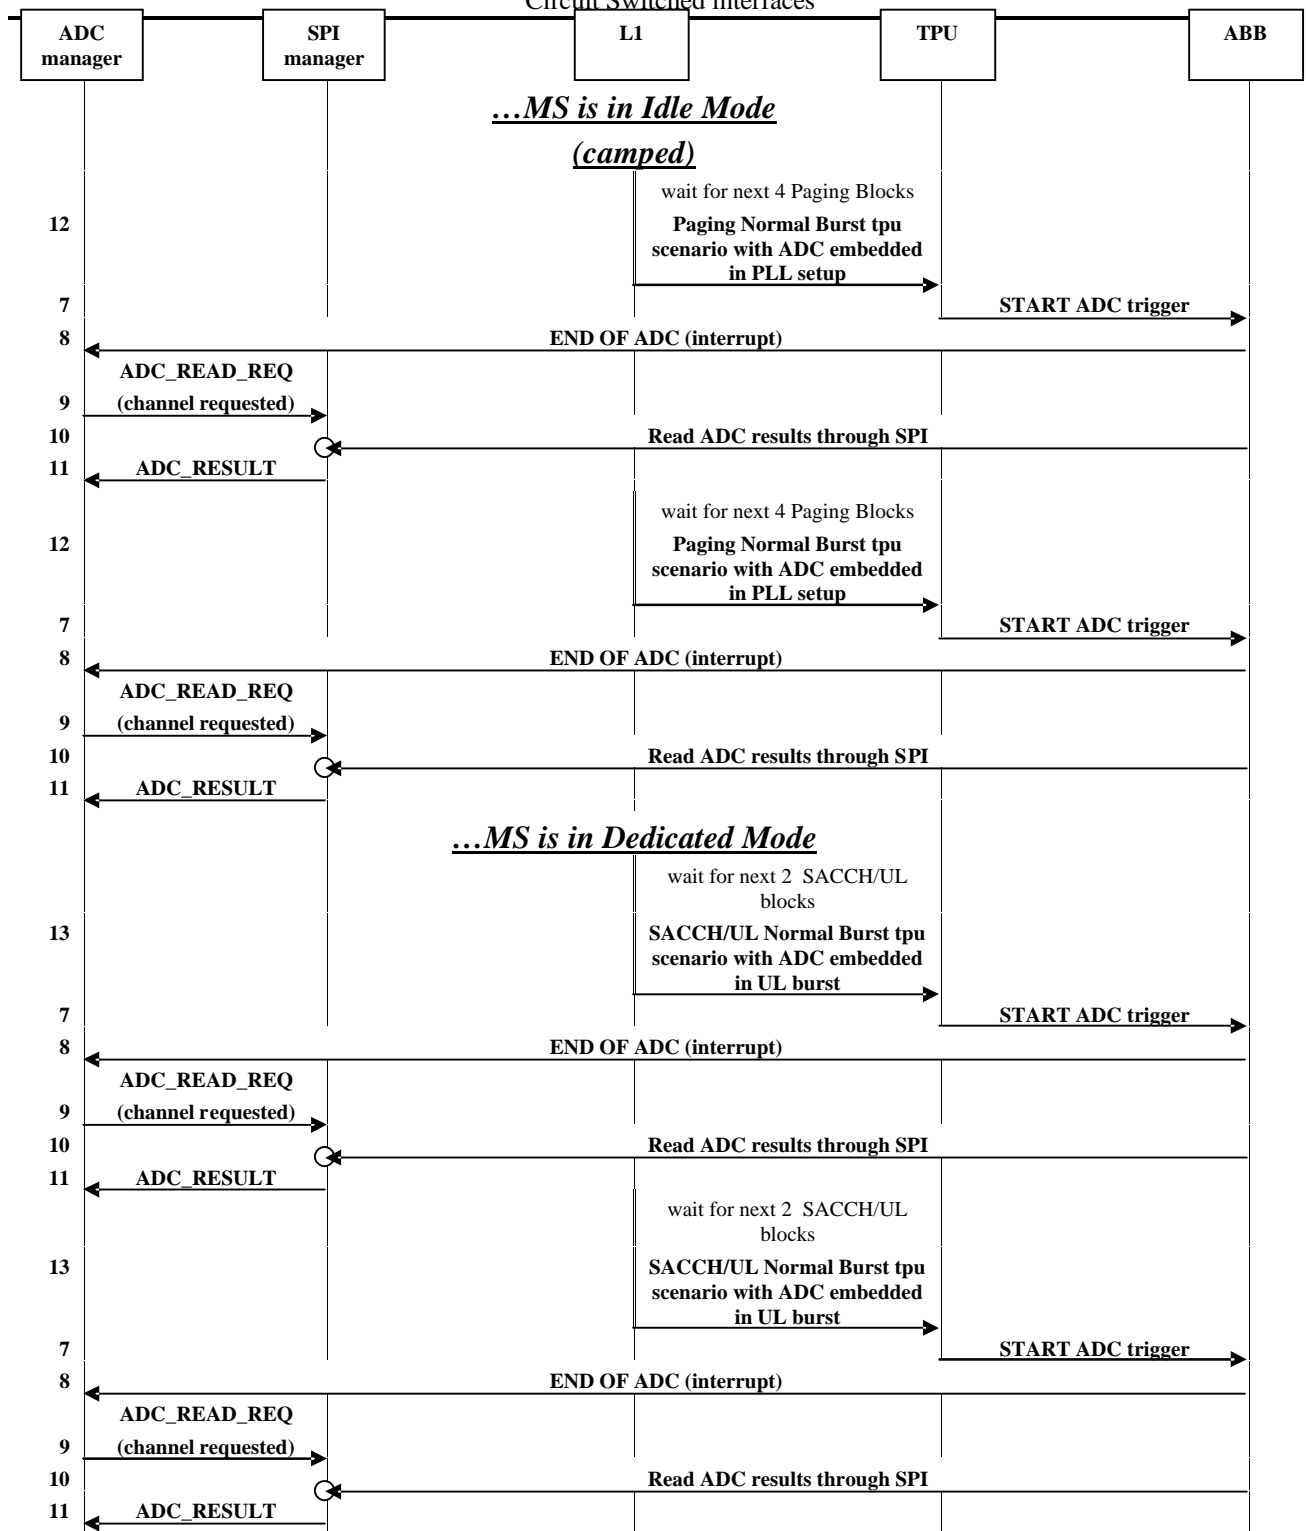 Circuit Switched Interfaces
ADC
manager
SPI
manager
L1
TPU
ABB
…MS is in Idle Mode
(camped)
wait for next 4 Paging Blocks
12
Paging Normal Burst tpu
scenario with ADC embedded
in PLL setup
7
START ADC trigger
8
END OF ADC (interrupt)
ADC_READ_REQ
9
(channel requested)
10
Read ADC results through SPI
11
ADC_RESULT
wait for next 4 Paging Blocks
12
Paging Normal Burst tpu
scenario with ADC embedded
in PLL setup
7
START ADC trigger
8
END OF ADC (interrupt)
ADC_READ_REQ
9
(channel requested)
10
Read ADC results through SPI
11
ADC_RESULT
…MS is in Dedicated Mode
wait for next 2 SACCH/UL
blocks
13
SACCH/UL Normal Burst tpu
scenario with ADC embedded
in UL burst
7
START ADC trigger
8
END OF ADC (interrupt)
ADC_READ_REQ
9
(channel requested)
10
Read ADC results through SPI
11
ADC_RESULT
wait for next 2 SACCH/UL
blocks
13
SACCH/UL Normal Burst tpu
scenario with ADC embedded
in UL burst
7
START ADC trigger
8
END OF ADC (interrupt)
ADC_READ_REQ
9
(channel requested)
10
Read ADC results through SPI
11
ADC_RESULT